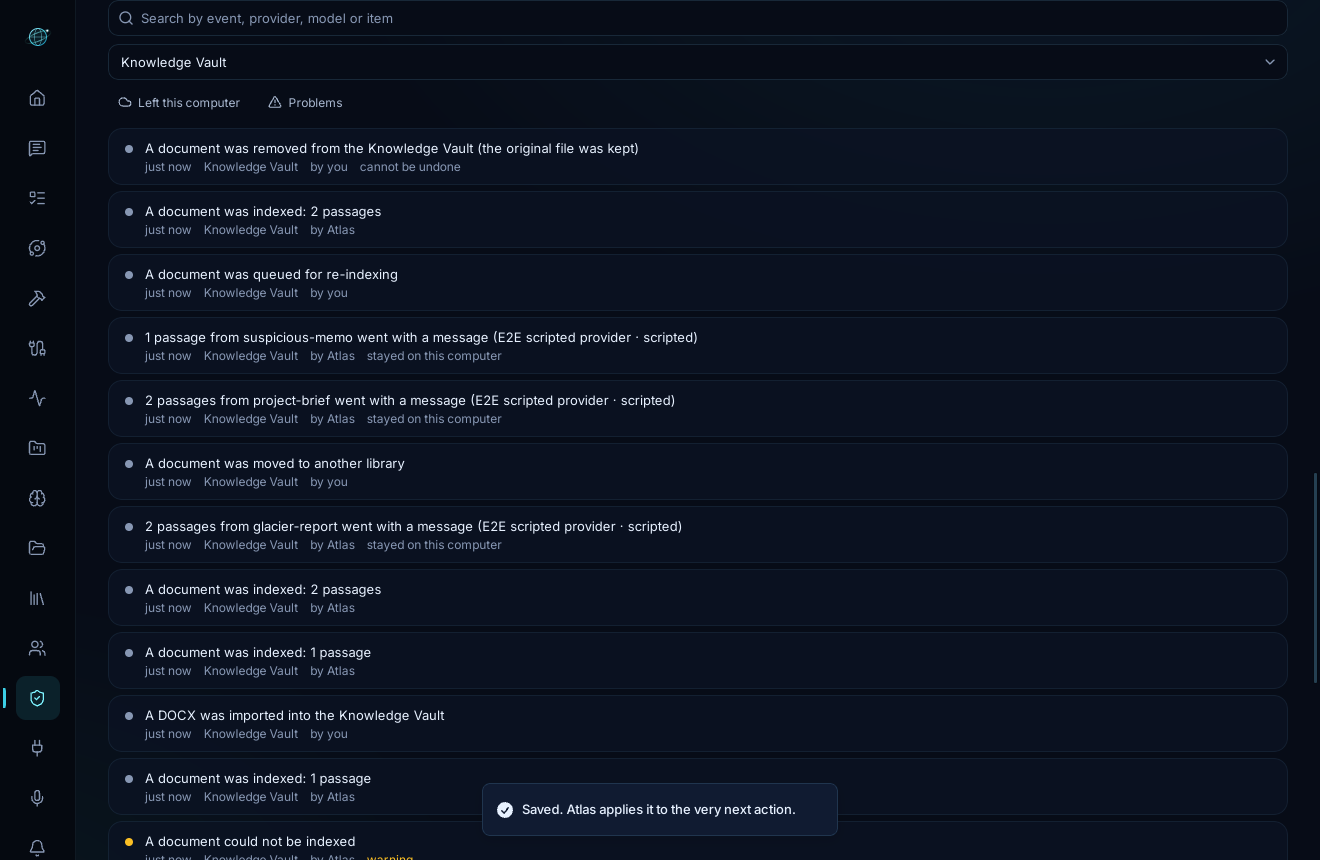 Search by event, provider, model or item
Knowledge Vault
Left this computer Problems
A document was removed from the Knowledge Vault (the original file was kept)
just now Knowledge Vault by you cannot be undone
A document was indexed: 2 passages
just now Knowledge Vault by Atlas
A document was queued for re-indexing
just now Knowledge Vault by you
1 passage from suspicious-memo went with a message (E2E scripted provider · scripted)
just now Knowledge Vault by Atlas stayed on this computer
2 passages from project-brief went with a message (E2E scripted provider · scripted)
just now Knowledge Vault by Atlas stayed on this computer
A document was moved to another library
just now Knowledge Vault by you
2 passages from glacier-report went with a message (E2E scripted provider · scripted)
just now Knowledge Vault by Atlas stayed on this computer
A document was indexed: 2 passages
just now Knowledge Vault by Atlas
A document was indexed: 1 passage
just now Knowledge Vault by Atlas
A DOCX was imported into the Knowledge Vault
just now Knowledge Vault by you
A document was indexed: 1 passage
just now Knowledge Vault by Atlas
Saved. Atlas applies it to the very next action.
A document could not be indexed
just now Knowledge Vault by Atlas warning